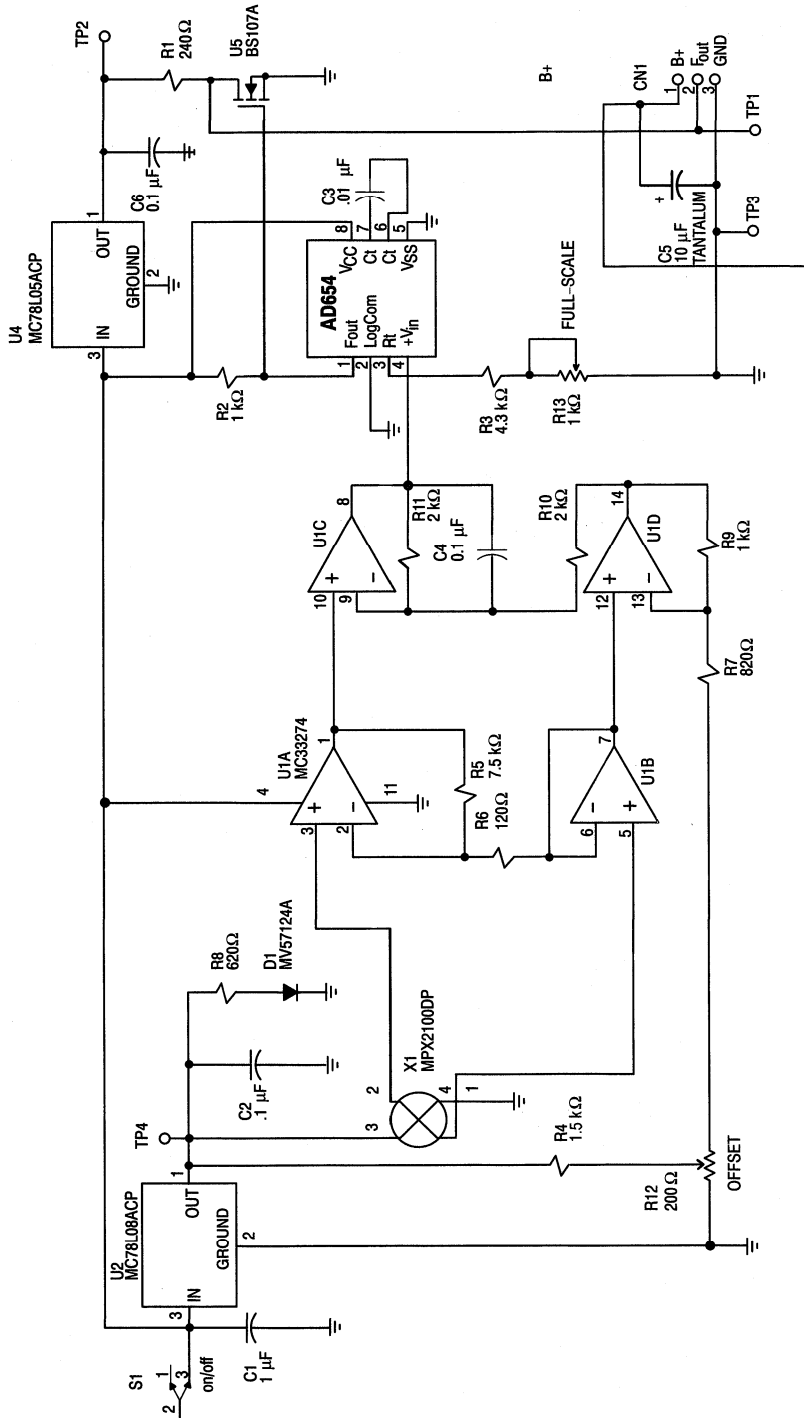 S1
2
1
3
on/off
C1
1 µF
U2
MC78L08ACP
3
IN
OUT
1
GROUND
2
TP4
C2
.1 µF
R8
620Ω
D1
MV57124A
X1
MPX2100DP
2
3
4
1
R4
1.5 kΩ
R12
200Ω
OFFSET
U1A
MC33274
4
3
+
2
–
1
11
R5
7.5 kΩ
R6
120Ω
6
–
5
+
7
U1B
U1C
10
+
9
–
8
R11
2 kΩ
C4
0.1 µF
R10
2 kΩ
12
+
13
–
14
U1D
R9
1 kΩ
R7
820Ω
U4
MC78L05ACP
3
IN
OUT
1
GROUND
2
C6
0.1 µF
TP2
R1
240Ω
U5
BS107A
R2
1 kΩ
AD654
1
Fout
2
LogCom
3
Rt
4
+Vin
8
VCC
7
Ct
6
Ct
5
VSS
C3
.01 µF
R3
4.3 kΩ
R13
1 kΩ
FULL–SCALE
B+
CN1
1
B+
2
Fout
3
GND
+
C5
10 µF
TANTALUM
TP3
TP1